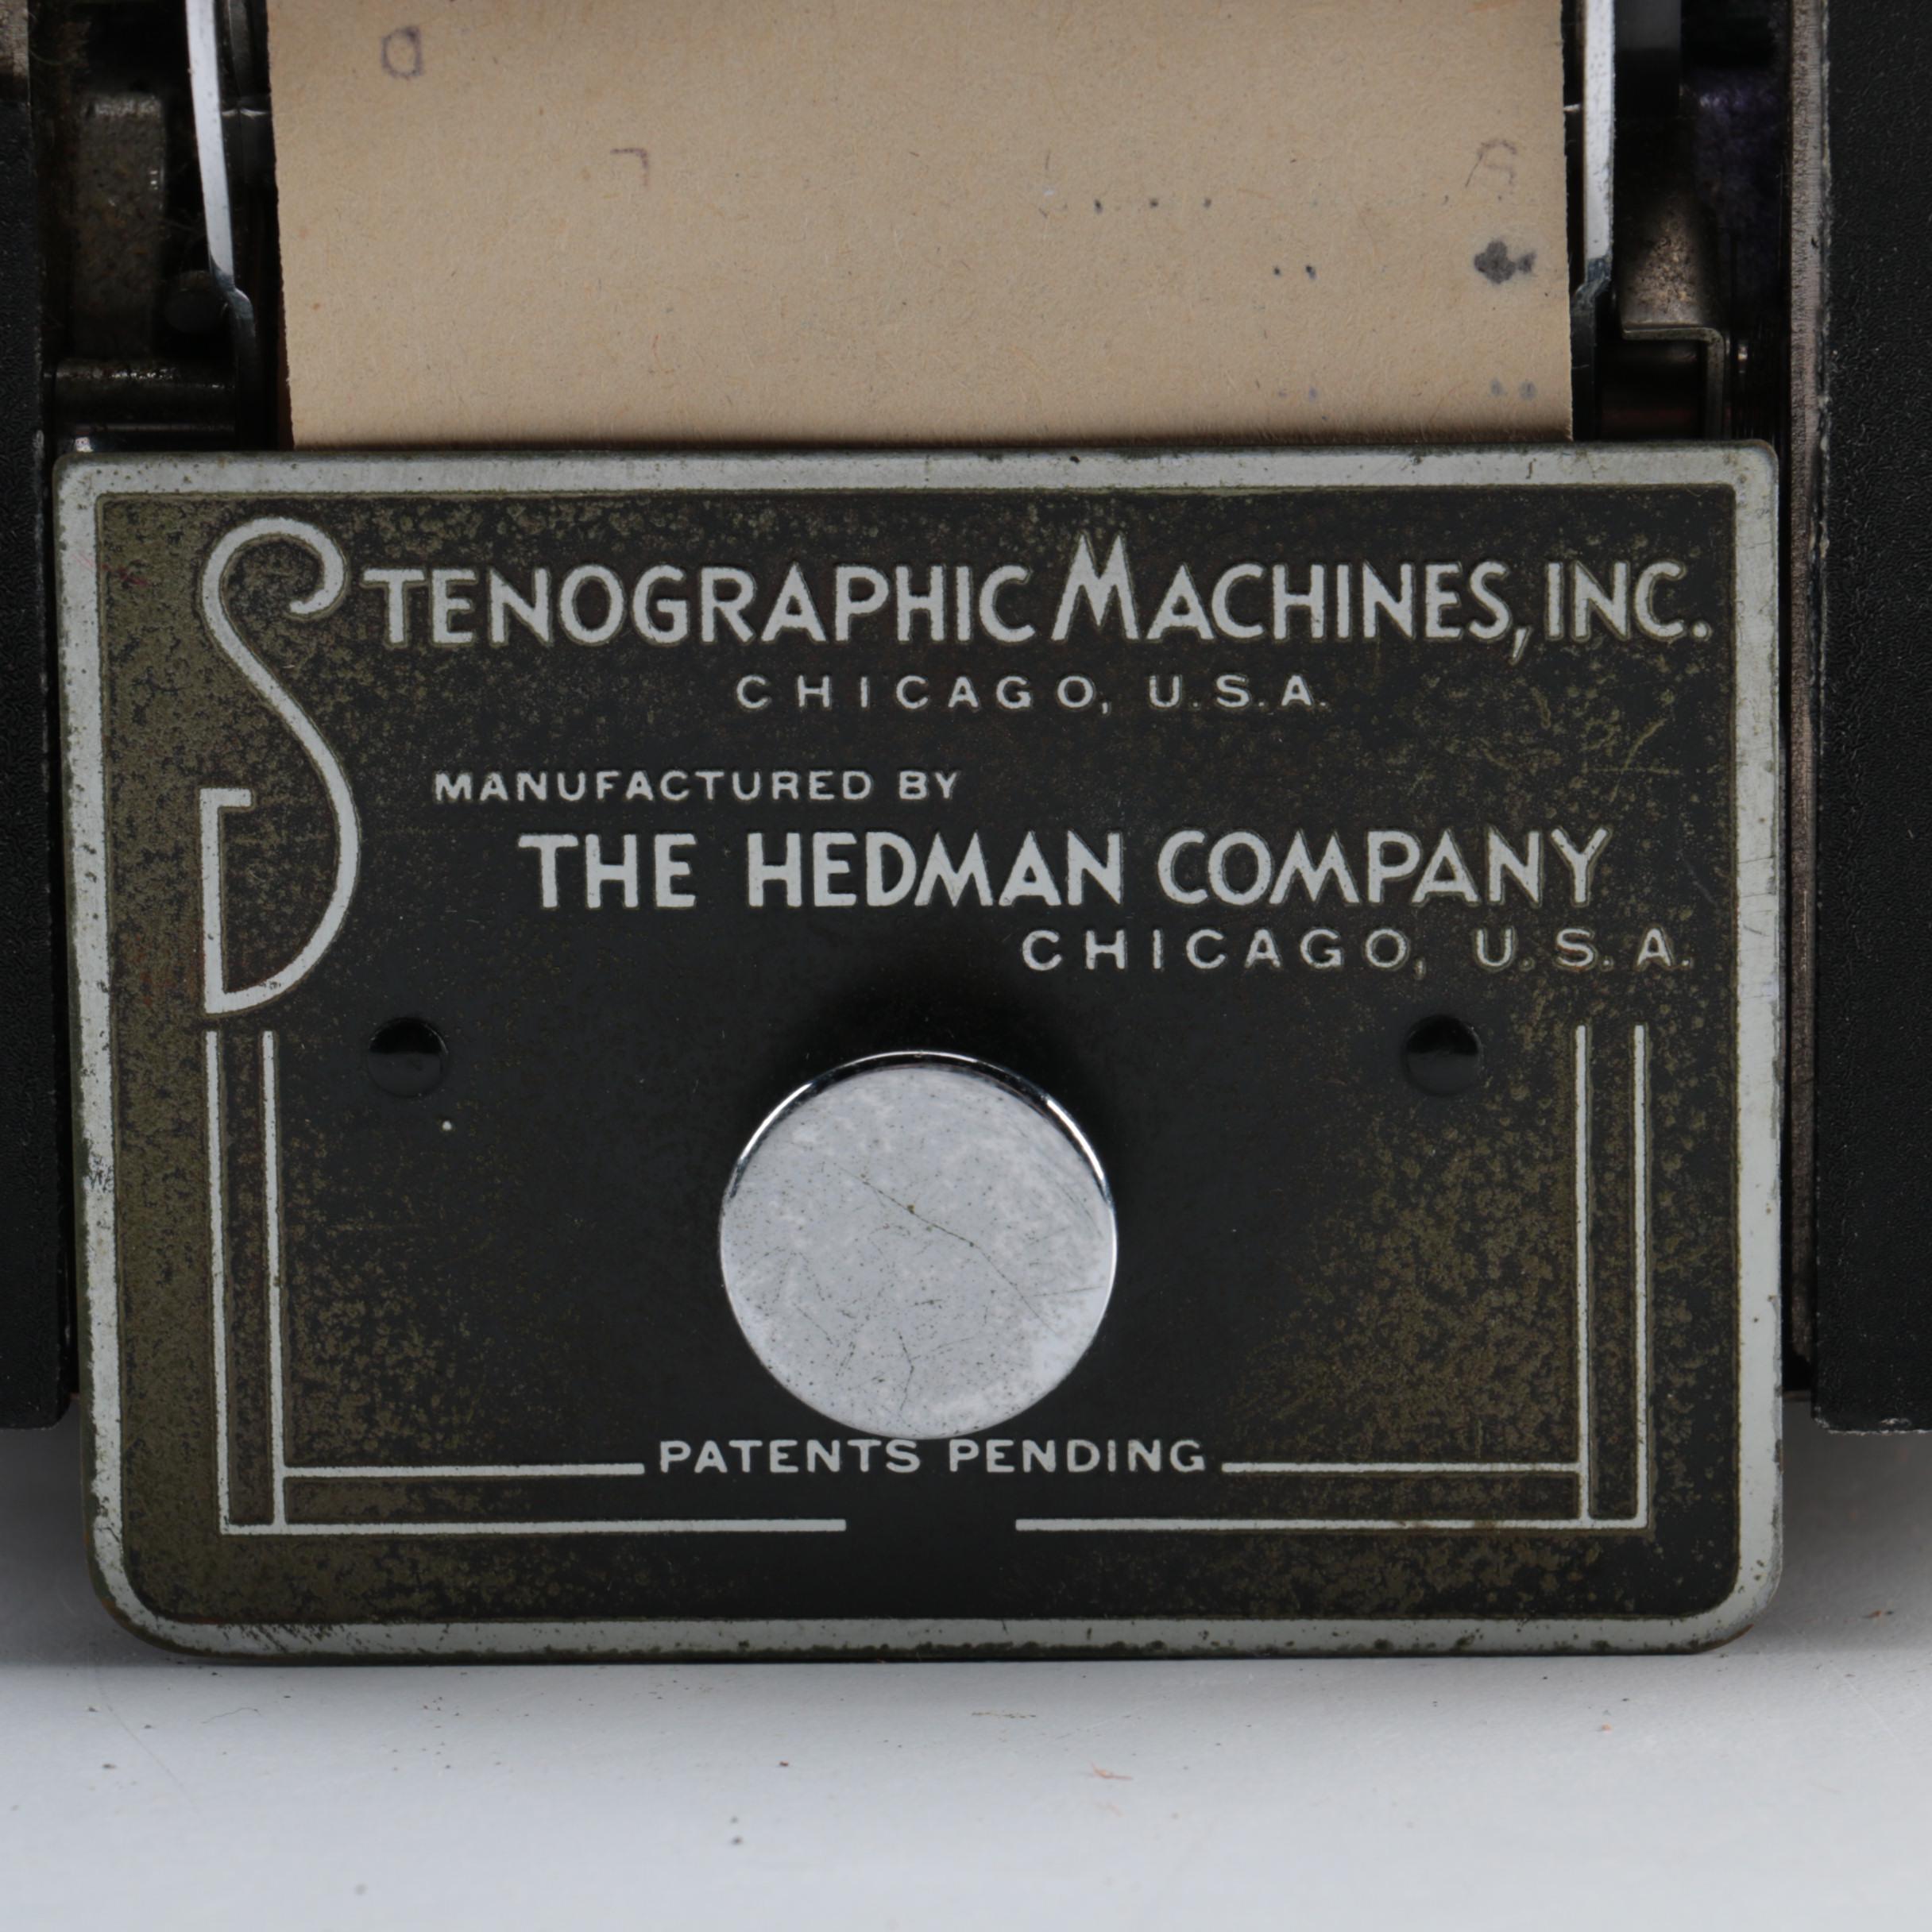 STENOGRAPHIC MACHINES, INC.
CHICAGO, U.S.A.
MANUFACTURED BY
THE HEDMAN COMPANY
CHICAGO, U.S.A.
PATENTS PENDING